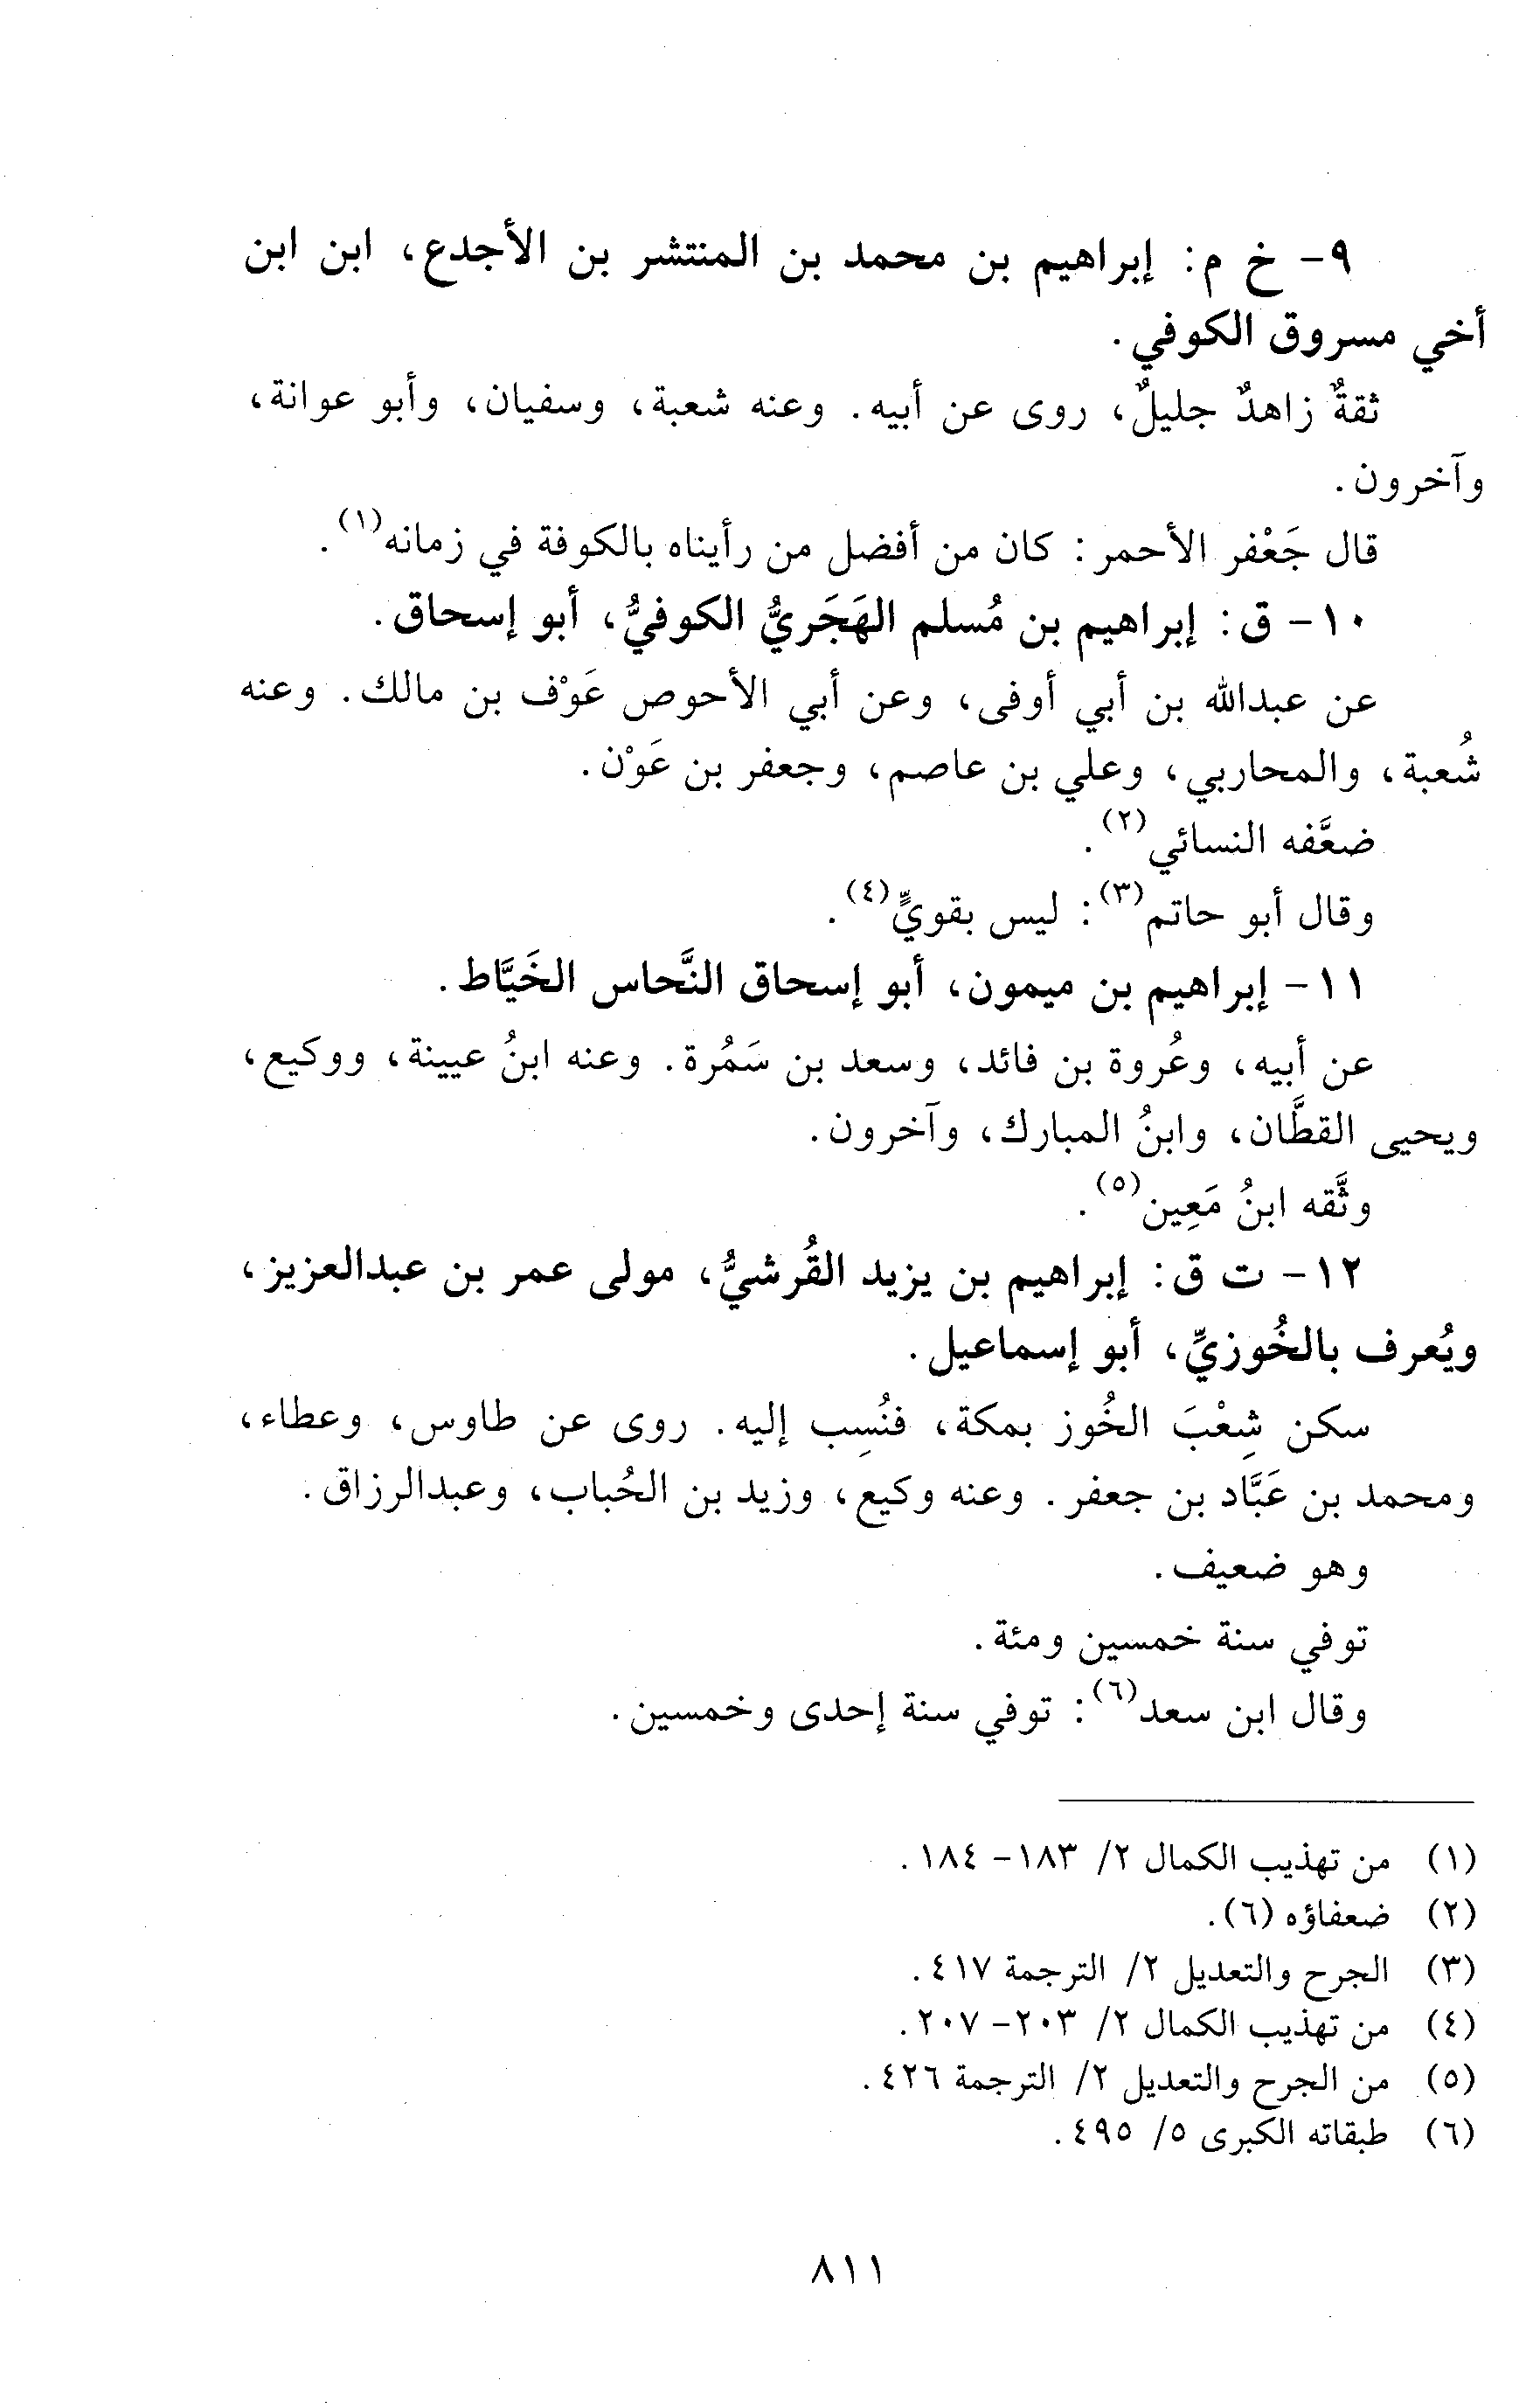 ٩- خ م: إبراهيم بن محمد بن المنتشر بن الأجدع، ابن ابن
أخي مسروق الكوفي.
ثقةٌ زاهدٌ جليلٌ، روى عن أبيه. وعنه شعبة، وسفيان، وأبو عوانة،
وآخرون.
قال جَعْفر الأحمر: كان من أفضل من رأيناه بالكوفة في زمانه(١).
١٠- ق: إبراهيم بن مُسلم الهَجَريُّ الكوفيُّ، أبو إسحاق.
عن عبدالله بن أبي أوفى، وعن أبي الأحوص عَوْف بن مالك. وعنه
شُعبة، والمحاربي، وعلي بن عاصم، وجعفر بن عَوْن.
ضعَّفه النسائي(٢).
وقال أبو حاتم(٣): ليس بقويٍّ(٤).
١١- إبراهيم بن ميمون، أبو إسحاق النَّحاس الخَيَّاط.
عن أبيه، وعُروة بن فائد، وسعد بن سَمُرة. وعنه ابنُ عيينة، ووكيع،
ويحيى القطَّان، وابنُ المبارك، وآخرون.
وثَّقه ابنُ مَعِين(٥).
١٢- ت ق: إبراهيم بن يزيد القُرشيُّ، مولى عمر بن عبدالعزيز،
ويُعرف بالخُوزيِّ، أبو إسماعيل.
سكن شِعْبَ الخُوز بمكة، فنُسِب إليه. روى عن طاوس، وعطاء،
ومحمد بن عَبَّاد بن جعفر. وعنه وكيع، وزيد بن الحُباب، وعبدالرزاق.
وهو ضعيف.
توفي سنة خمسين ومئة.
وقال ابن سعد(٦): توفي سنة إحدى وخمسين.
(١) من تهذيب الكمال ٢/ ١٨٣- ١٨٤.
(٢) ضعفاؤه (٦).
(٣) الجرح والتعديل ٢/ الترجمة ٤١٧.
(٤) من تهذيب الكمال ٢/ ٢٠٣- ٢٠٧.
(٥) من الجرح والتعديل ٢/ الترجمة ٤٢٦.
(٦) طبقاته الكبرى ٥/ ٤٩٥.
٨١١